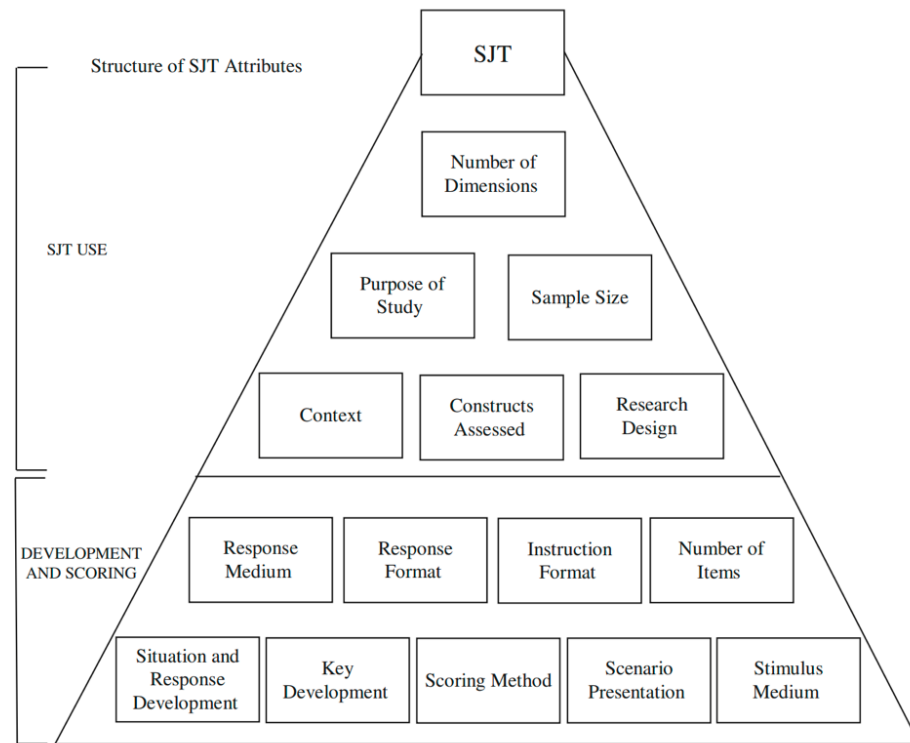 SJT
Structure of SJT Attributes
Number of
Dimensions
SJT USE
Purpose of
Study
Sample Size
Context
Constructs
Assessed
Research
Design
DEVELOPMENT
AND SCORING
Response
Medium
Response
Format
Instruction
Format
Number of
Items
Situation and
Response
Development
Key
Development
Scoring Method
Scenario
Presentation
Stimulus
Medium